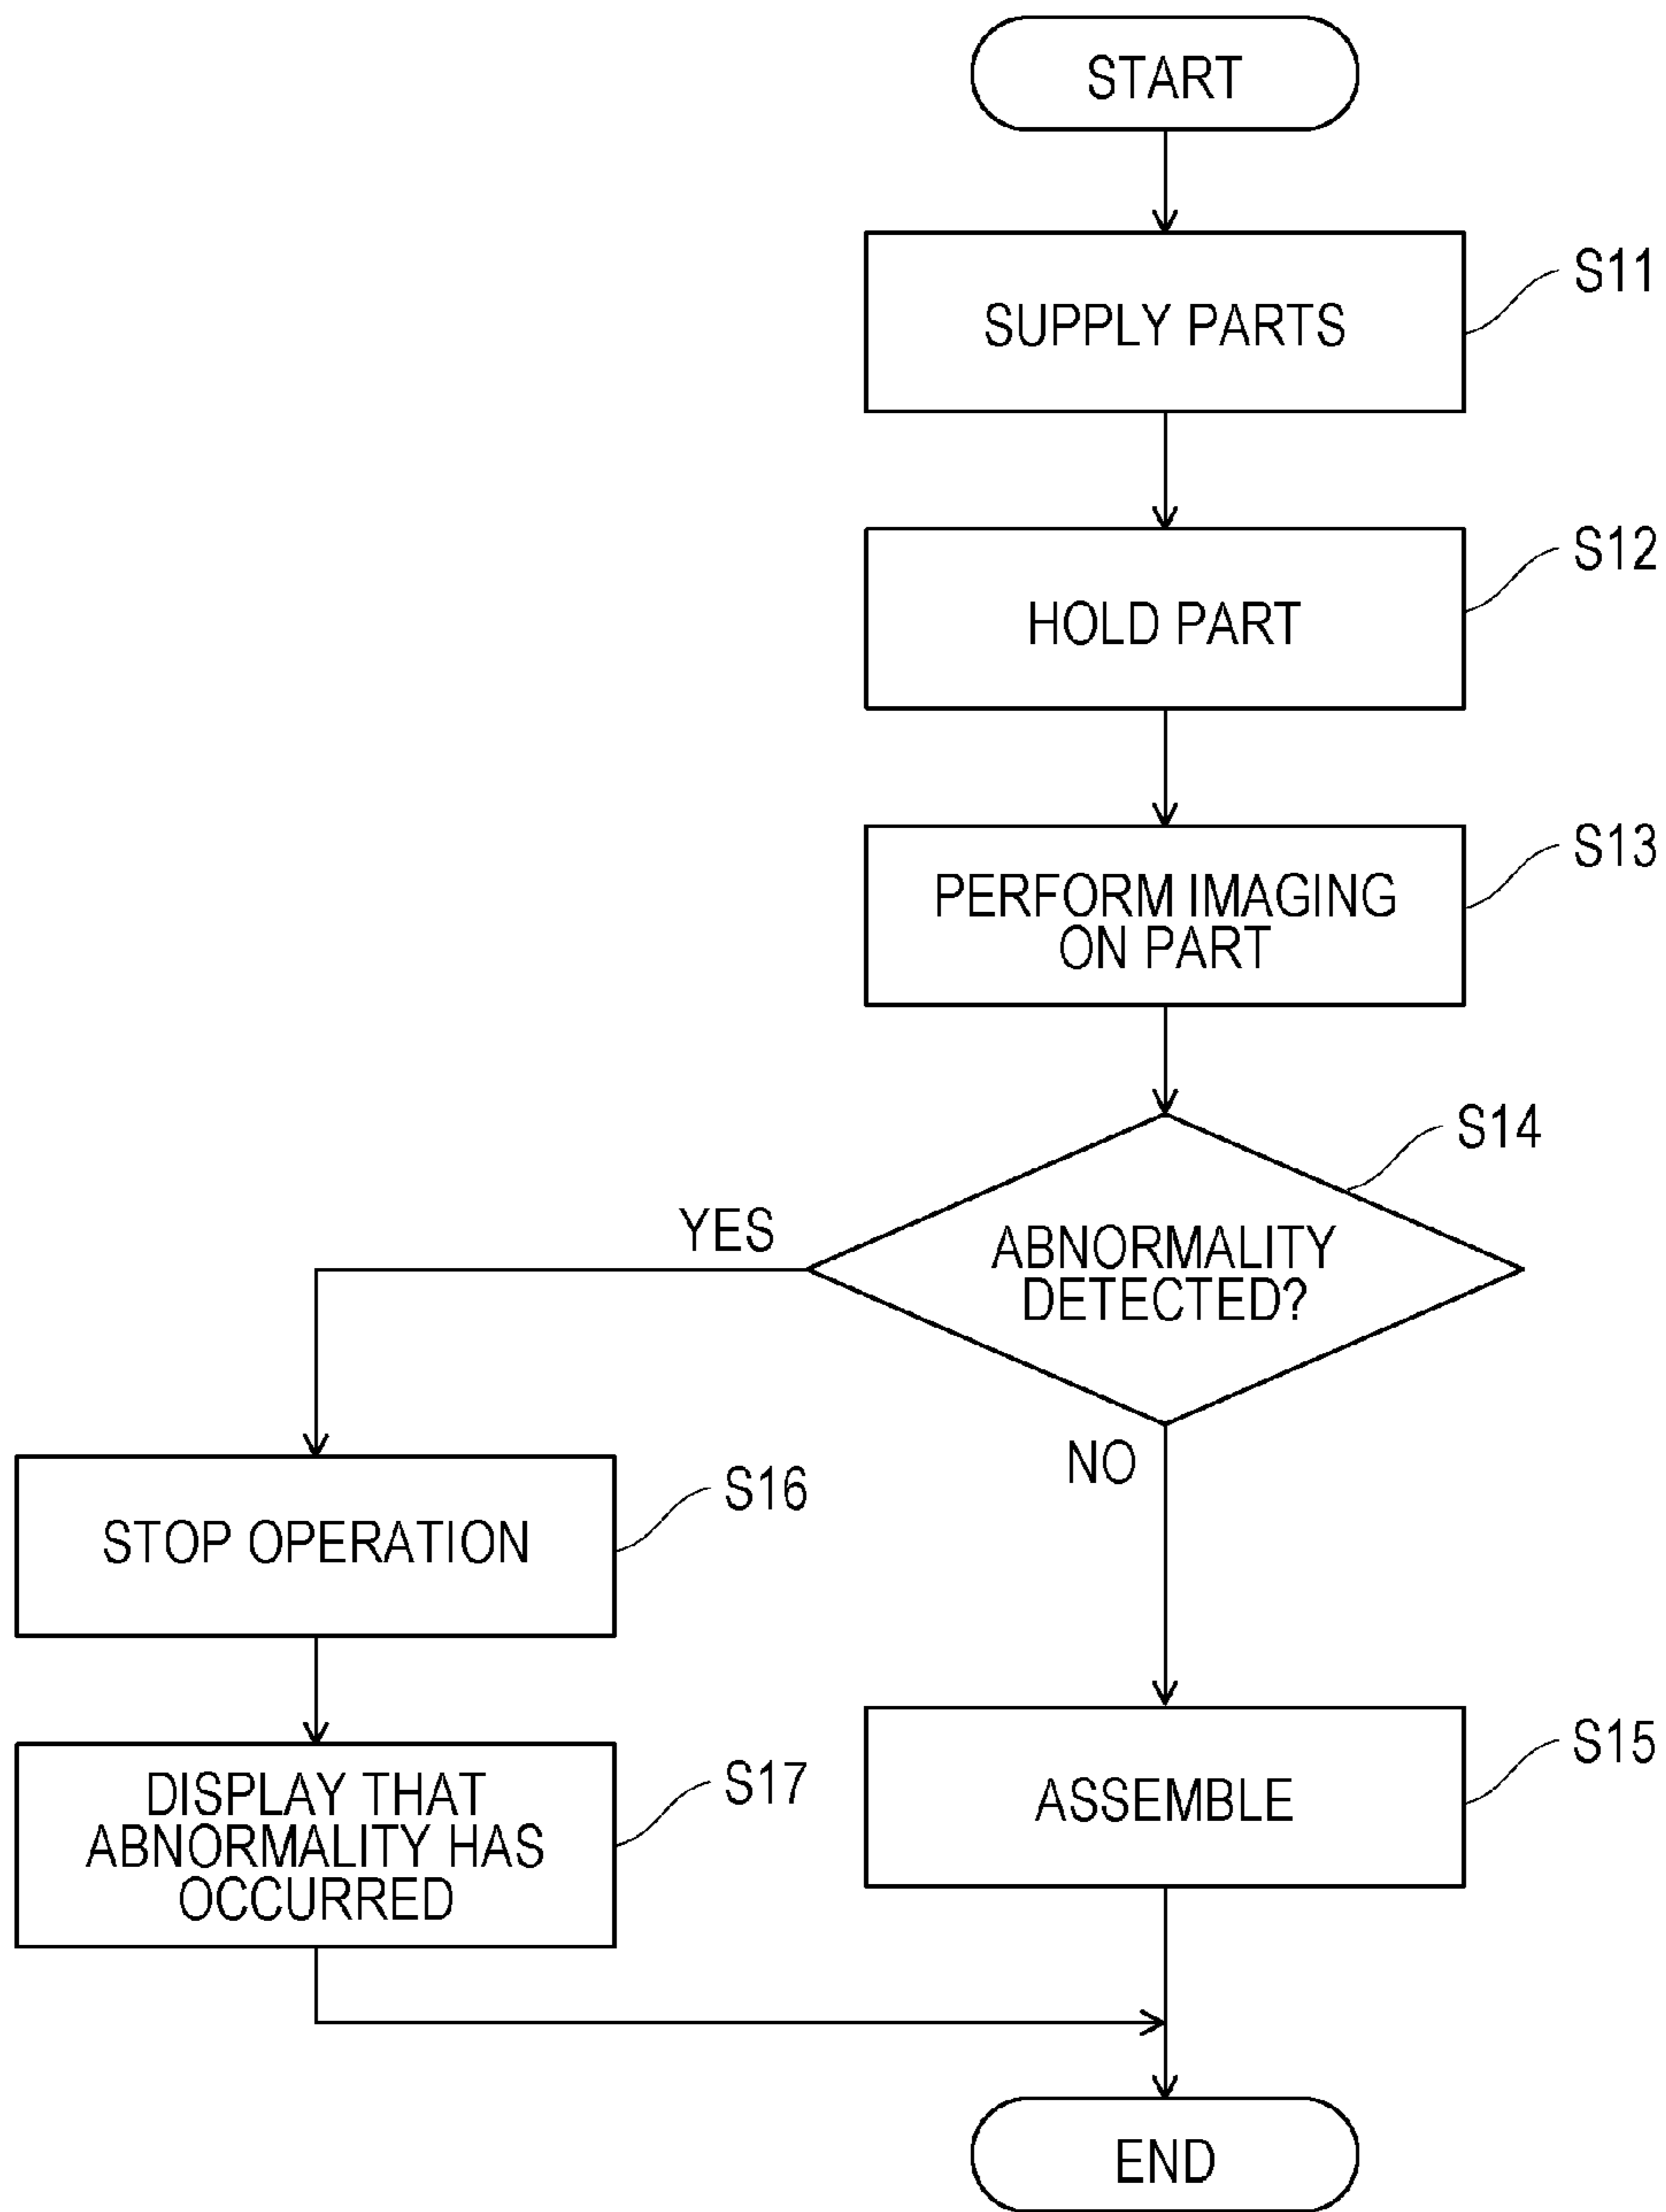 START
SUPPLY PARTS
S11
HOLD PART
S12
PERFORM IMAGING
ON PART
S13
ABNORMALITY
DETECTED?
S14
YES
NO
STOP OPERATION
S16
DISPLAY THAT
ABNORMALITY HAS
OCCURRED
S17
ASSEMBLE
S15
END